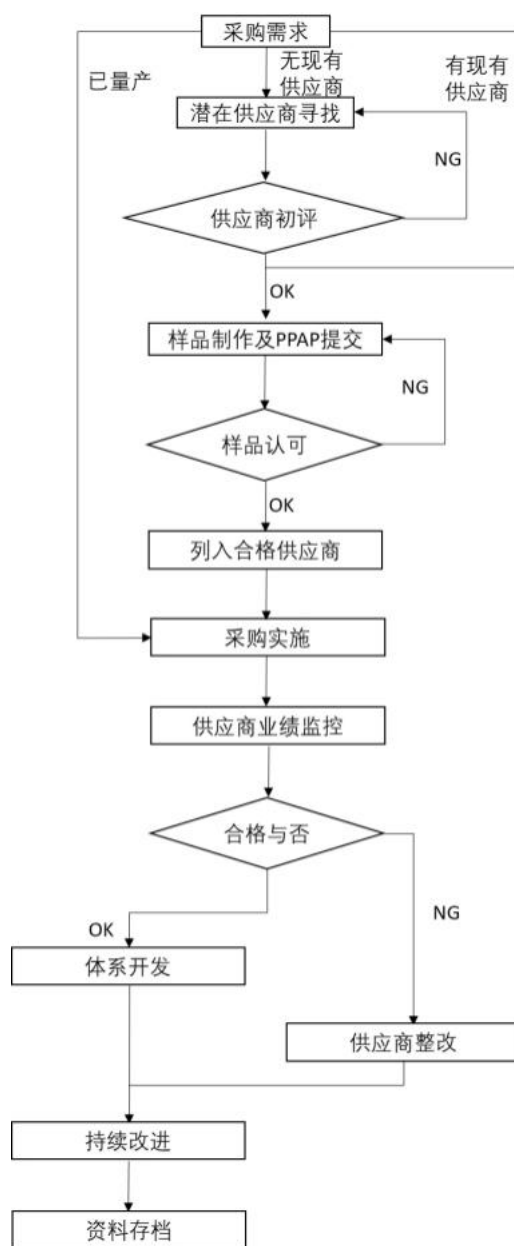 采购需求
无现有
供应商
已量产
有现有
供应商
潜在供应商寻找
NG
供应商初评
OK
样品制作及PPAP提交
NG
样品认可
OK
列入合格供应商
采购实施
供应商业绩监控
合格与否
NG
OK
体系开发
供应商整改
持续改进
资料存档